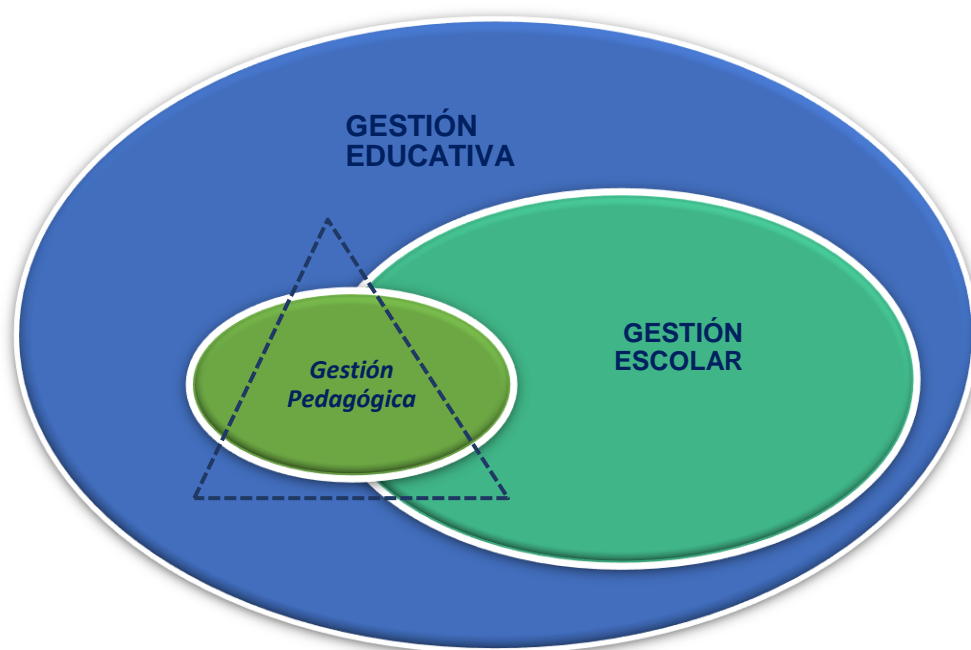 GESTIÓN
EDUCATIVA
GESTIÓN
ESCOLAR
Gestión
Pedagógica